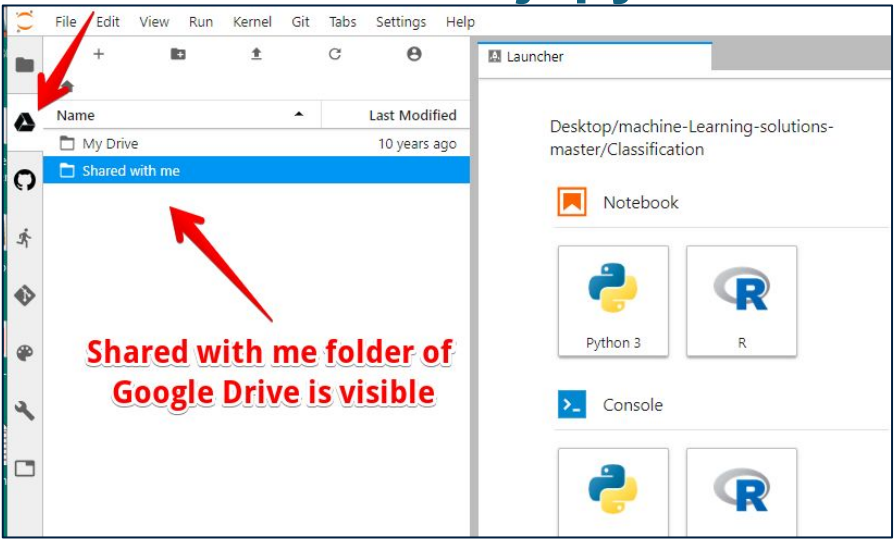 File Edit View Run Kernel Git Tabs Settings Help
Launcher
Name Last Modified
My Drive 10 years ago
Shared with me
Desktop/machine-Learning-solutions-
master/Classification
Notebook
Python 3 R
Shared with me folder of
Google Drive is visible
Console